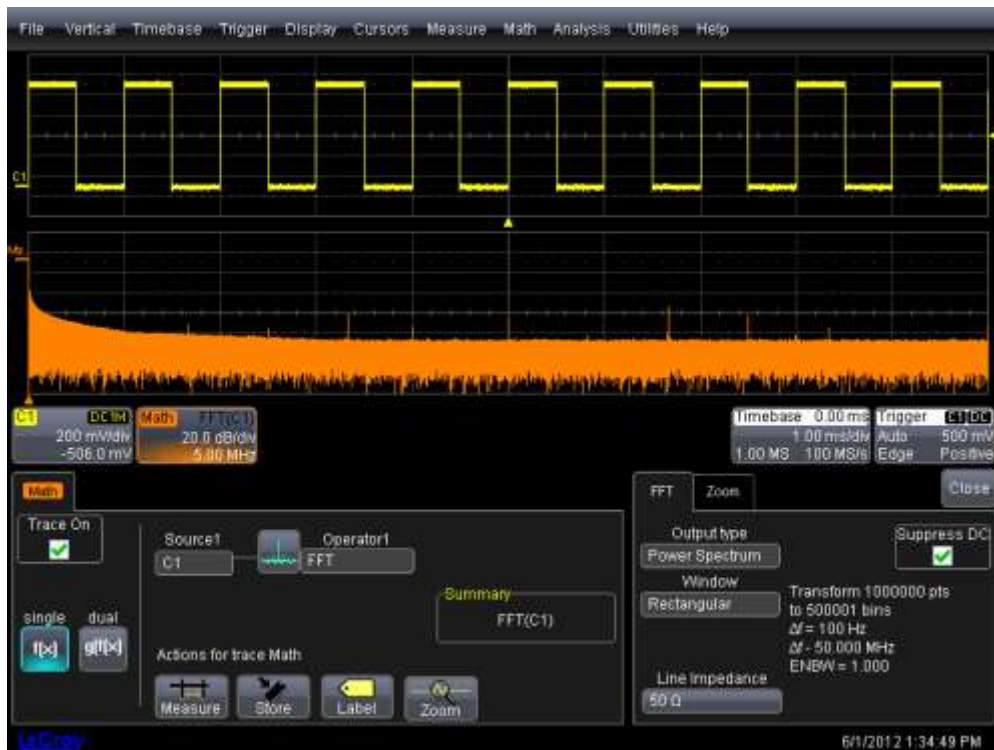 File Vertical Timebase Trigger Display Cursors Measure Math Analysis Utilities Help
C1
C1 DC1M
200 mV/div
-506.0 mV
Math FFT(C1)
20.0 dB/div
5.00 MHz
Timebase 0.00 ms
1.00 ms/div
1.00 MS 100 MS/s
Trigger C1 DC
Auto 500 mV
Edge Positive
Math
Trace On
single dual
f(x) g(f(x))
Source1
C1
Operator1
FFT
Summary
FFT(C1)
Actions for trace Math
Measure Store Label Zoom
FFT Zoom Close
Output type
Power Spectrum
Suppress DC
Window
Rectangular
Transform 1000000 pts
to 500001 bins
Δf = 100 Hz
Δf - 50.000 MHz
ENBW = 1.000
Line Impedance
50 Ω
LeCroy
6/1/2012 1:34:49 PM